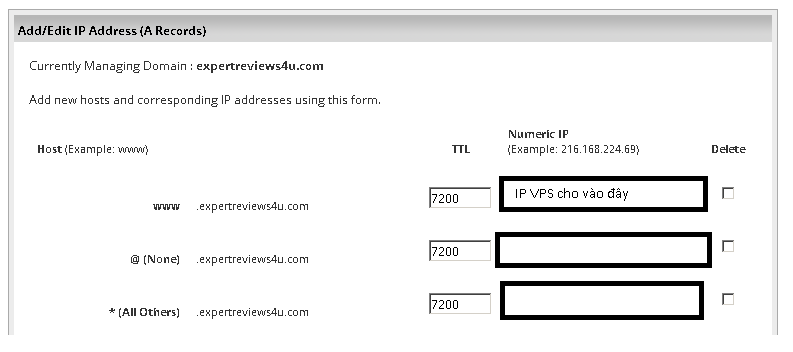 Add/Edit IP Address (A Records)
Currently Managing Domain : expertreviews4u.com
Add new hosts and corresponding IP addresses using this form.
Host (Example: www) TTL Numeric IP (Example: 216.168.224.69) Delete
www .expertreviews4u.com 7200 IP VPS cho vào đây
@ (None) .expertreviews4u.com 7200
* (All Others) .expertreviews4u.com 7200